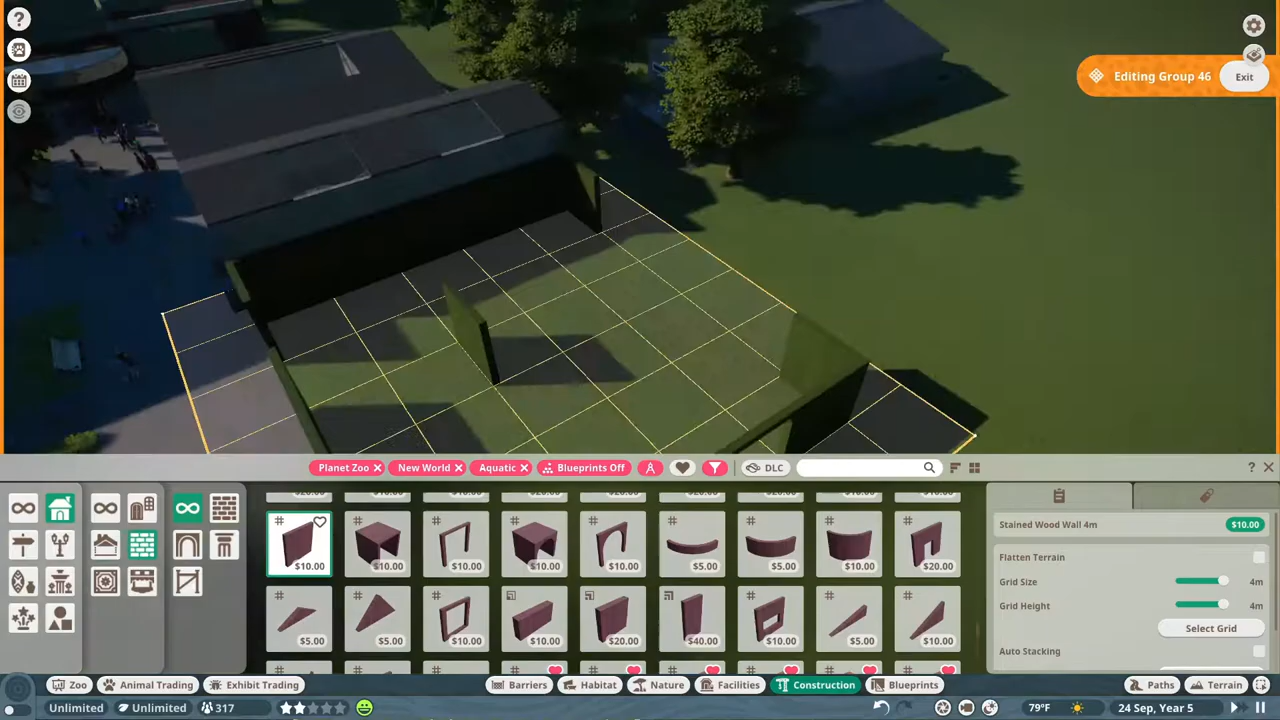 Editing Group 46
Exit
Planet Zoo
New World
Aquatic
Blueprints Off
DLC
$10.00 $10.00 $10.00 $10.00 $10.00 $5.00 $5.00 $10.00 $20.00
$5.00 $5.00 $10.00 $10.00 $20.00 $40.00 $10.00 $5.00 $10.00
Stained Wood Wall 4m $10.00
Flatten Terrain
Grid Size 4m
Grid Height 4m
Select Grid
Auto Stacking
Zoo Animal Trading Exhibit Trading Barriers Habitat Nature Facilities Construction Blueprints Paths Terrain
Unlimited Unlimited 317 79°F 24 Sep, Year 5